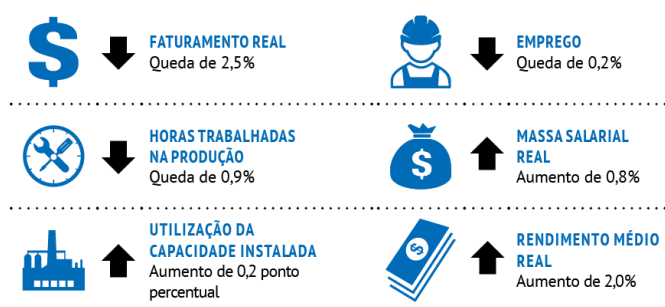 $
FATURAMENTO REAL
Queda de 2,5%
EMPREGO
Queda de 0,2%
HORAS TRABALHADAS
NA PRODUÇÃO
Queda de 0,9%
$
MASSA SALARIAL
REAL
Aumento de 0,8%
UTILIZAÇÃO DA
CAPACIDADE INSTALADA
Aumento de 0,2 ponto
percentual
$
RENDIMENTO MÉDIO
REAL
Aumento de 2,0%